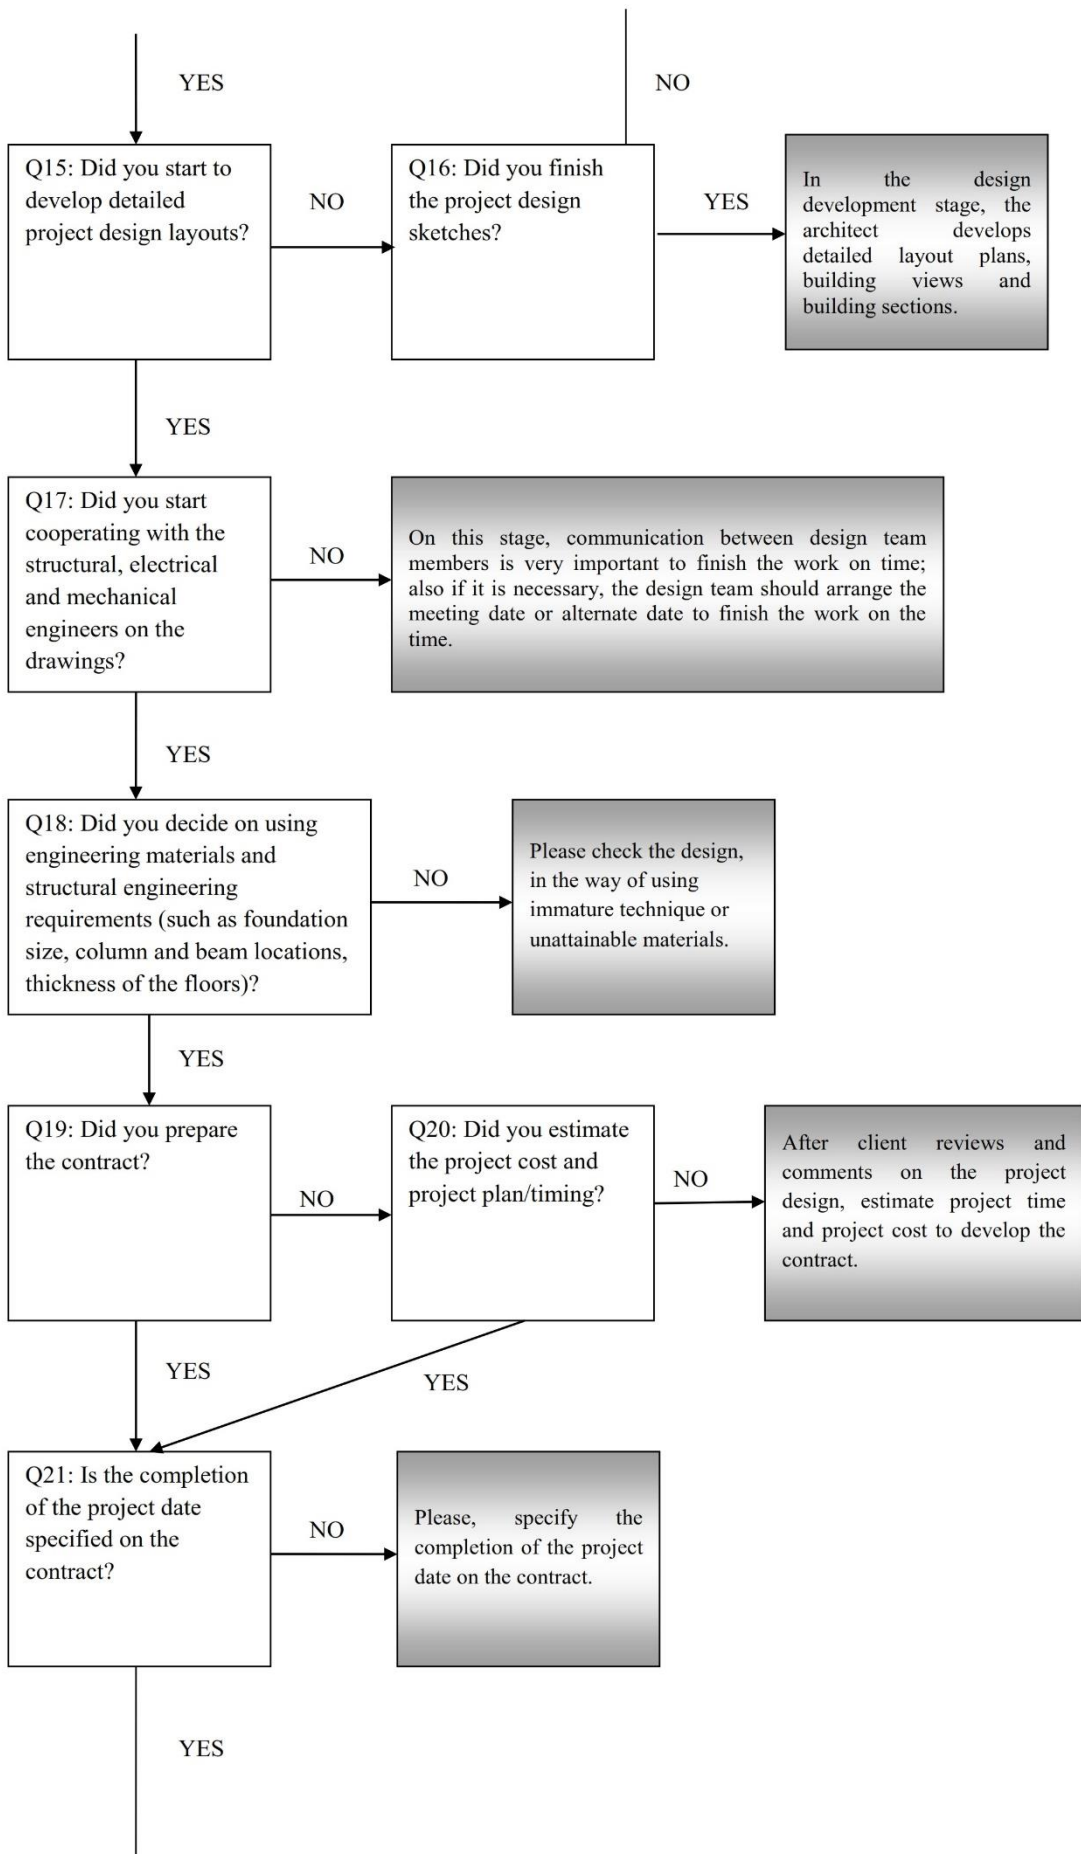 YES
NO
Q15: Did you start to
develop detailed
project design layouts?
NO
Q16: Did you finish
the project design
sketches?
YES
In the design
development stage, the
architect develops
detailed layout plans,
building views and
building sections.
YES
Q17: Did you start
cooperating with the
structural, electrical
and mechanical
engineers on the
drawings?
NO
On this stage, communication between design team
members is very important to finish the work on time;
also if it is necessary, the design team should arrange the
meeting date or alternate date to finish the work on the
time.
YES
Q18: Did you decide on using
engineering materials and
structural engineering
requirements (such as foundation
size, column and beam locations,
thickness of the floors)?
NO
Please check the design,
in the way of using
immature technique or
unattainable materials.
YES
Q19: Did you prepare
the contract?
NO
Q20: Did you estimate
the project cost and
project plan/timing?
NO
After client reviews and
comments on the project
design, estimate project time
and project cost to develop the
contract.
YES
YES
Q21: Is the completion
of the project date
specified on the
contract?
NO
Please, specify the
completion of the project
date on the contract.
YES